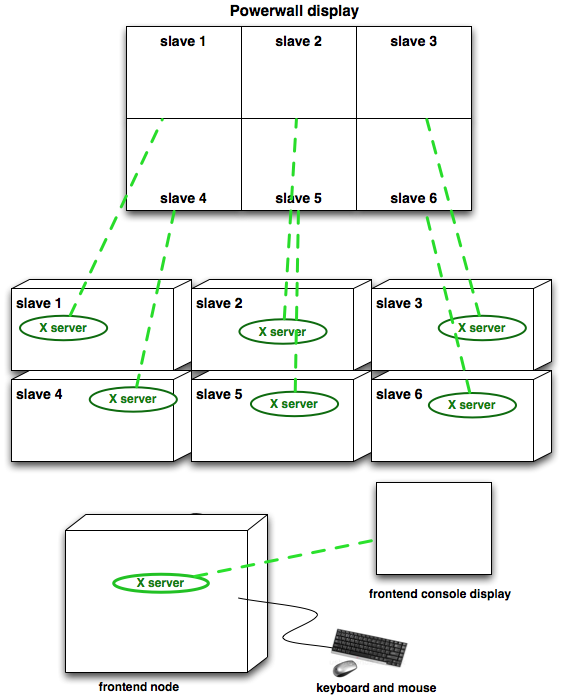 Powerwall display
slave 1
slave 2
slave 3
slave 4
slave 5
slave 6
slave 1
slave 2
slave 3
X server
X server
X server
slave 4
slave 5
slave 6
X server
X server
X server
X server
frontend console display
frontend node
keyboard and mouse